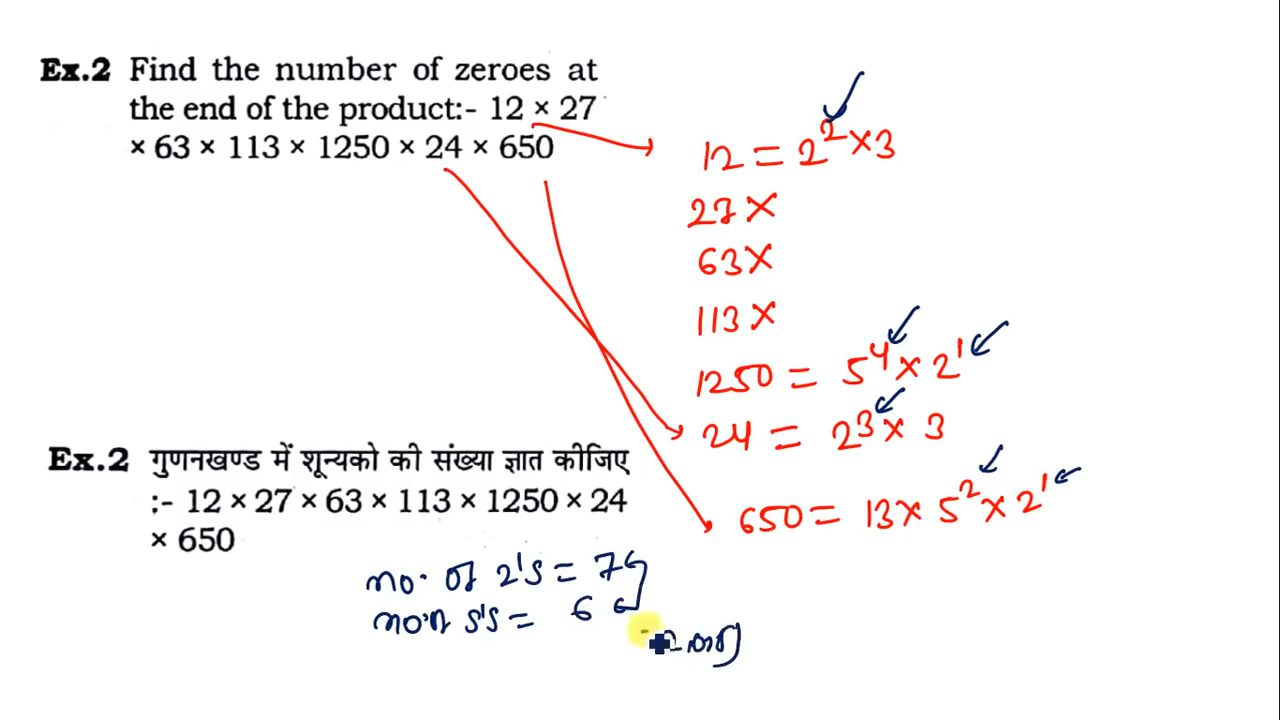 Ex.2 Find the number of zeroes at
the end of the product:- 12 × 27
× 63 × 113 × 1250 × 24 × 650
12 = 2² × 3
27 ×
63 ×
113 ×
1250 = 5⁴ × 2¹
24 = 2³ × 3
650 = 13 × 5² × 2¹
Ex.2 गुणनखण्ड में शून्यको की संख्या ज्ञात कीजिए
:- 12 × 27 × 63 × 113 × 1250 × 24
× 650
no. of 2's = 7
no. of 5's = 6